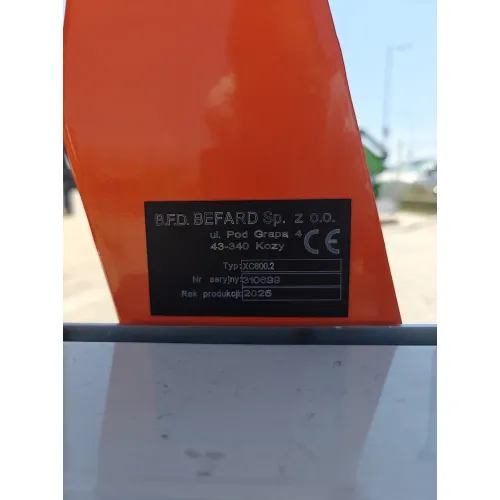 B.F.D. BEFARD Sp. z o.o.
ul. Pod Grapą 4
43-340 Kozy
CE
Typ: XC600.2
Nr seryjny: 310699
Rok produkcji: 2025